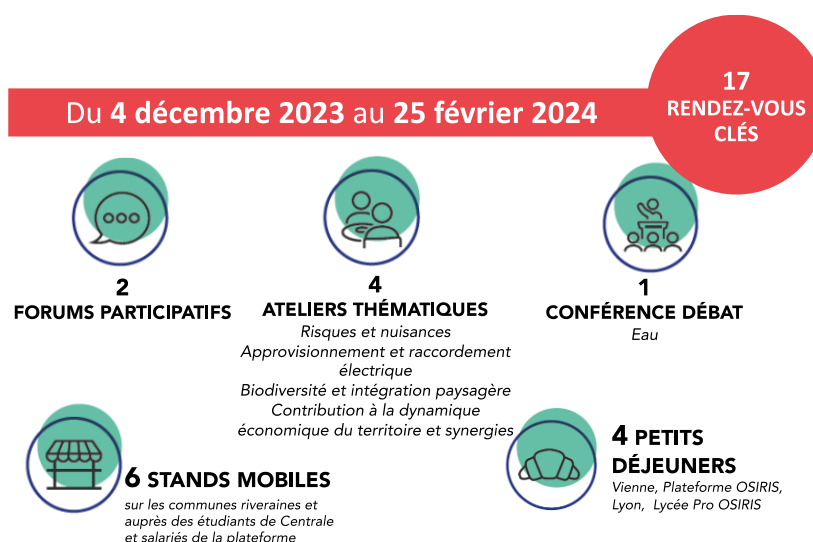 17
RENDEZ-VOUS
CLÉS
Du 4 décembre 2023 au 25 février 2024
2
FORUMS PARTICIPATIFS
4
ATELIERS THÉMATIQUES
Risques et nuisances
Approvisionnement et raccordement
électrique
Biodiversité et intégration paysagère
Contribution à la dynamique
économique du territoire et synergies
1
CONFÉRENCE DÉBAT
Eau
6 STANDS MOBILES
sur les communes riveraines et
auprès des étudiants de Centrale
et salariés de la plateforme
4 PETITS
DÉJEUNERS
Vienne, Plateforme OSIRIS,
Lyon, Lycée Pro OSIRIS